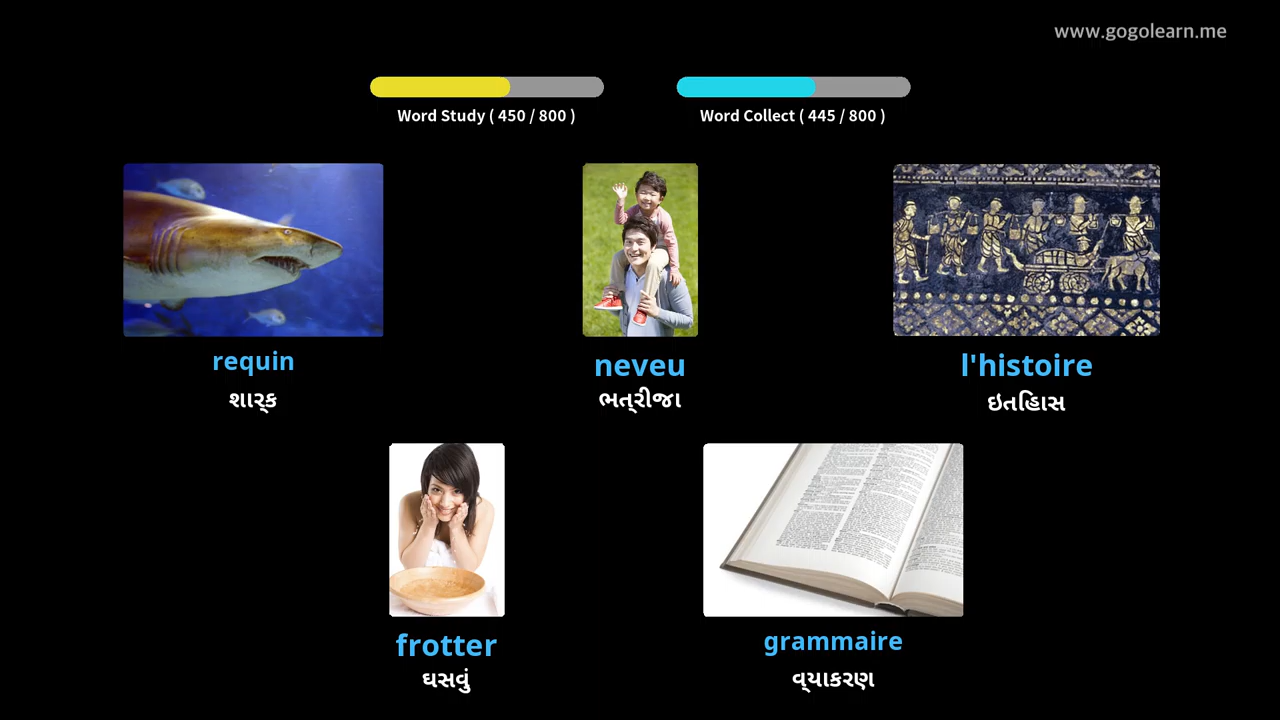 www.gogolearn.me
Word Study ( 450 / 800 )
Word Collect ( 445 / 800 )
requin
શાર્ક
neveu
ભત્રીજા
l'histoire
ઇતિહાસ
frotter
ઘસવું
grammaire
વ્યાકરણ